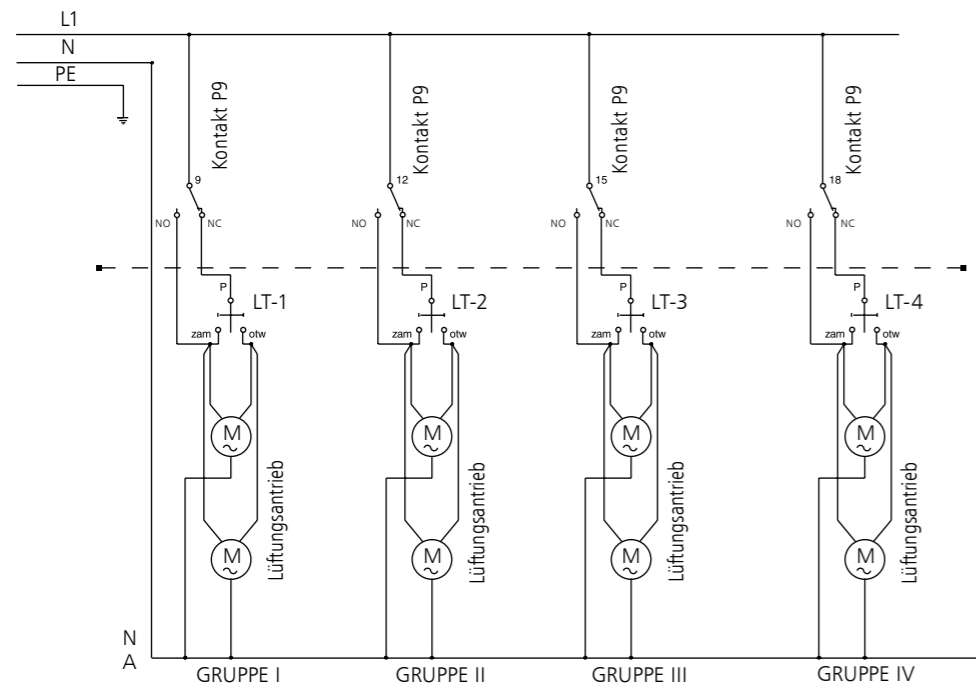 L1
N
PE
Kontakt P9
Kontakt P9
Kontakt P9
Kontakt P9
9
12
15
18
NO
NC
NO
NC
NO
NC
NO
NC
P
LT-1
P
LT-2
P
LT-3
P
LT-4
zam
otw
zam
otw
zam
otw
zam
otw
M
M
M
M
Lüftungsantrieb
Lüftungsantrieb
Lüftungsantrieb
Lüftungsantrieb
M
M
M
M
N
A
GRUPPE I
GRUPPE II
GRUPPE III
GRUPPE IV